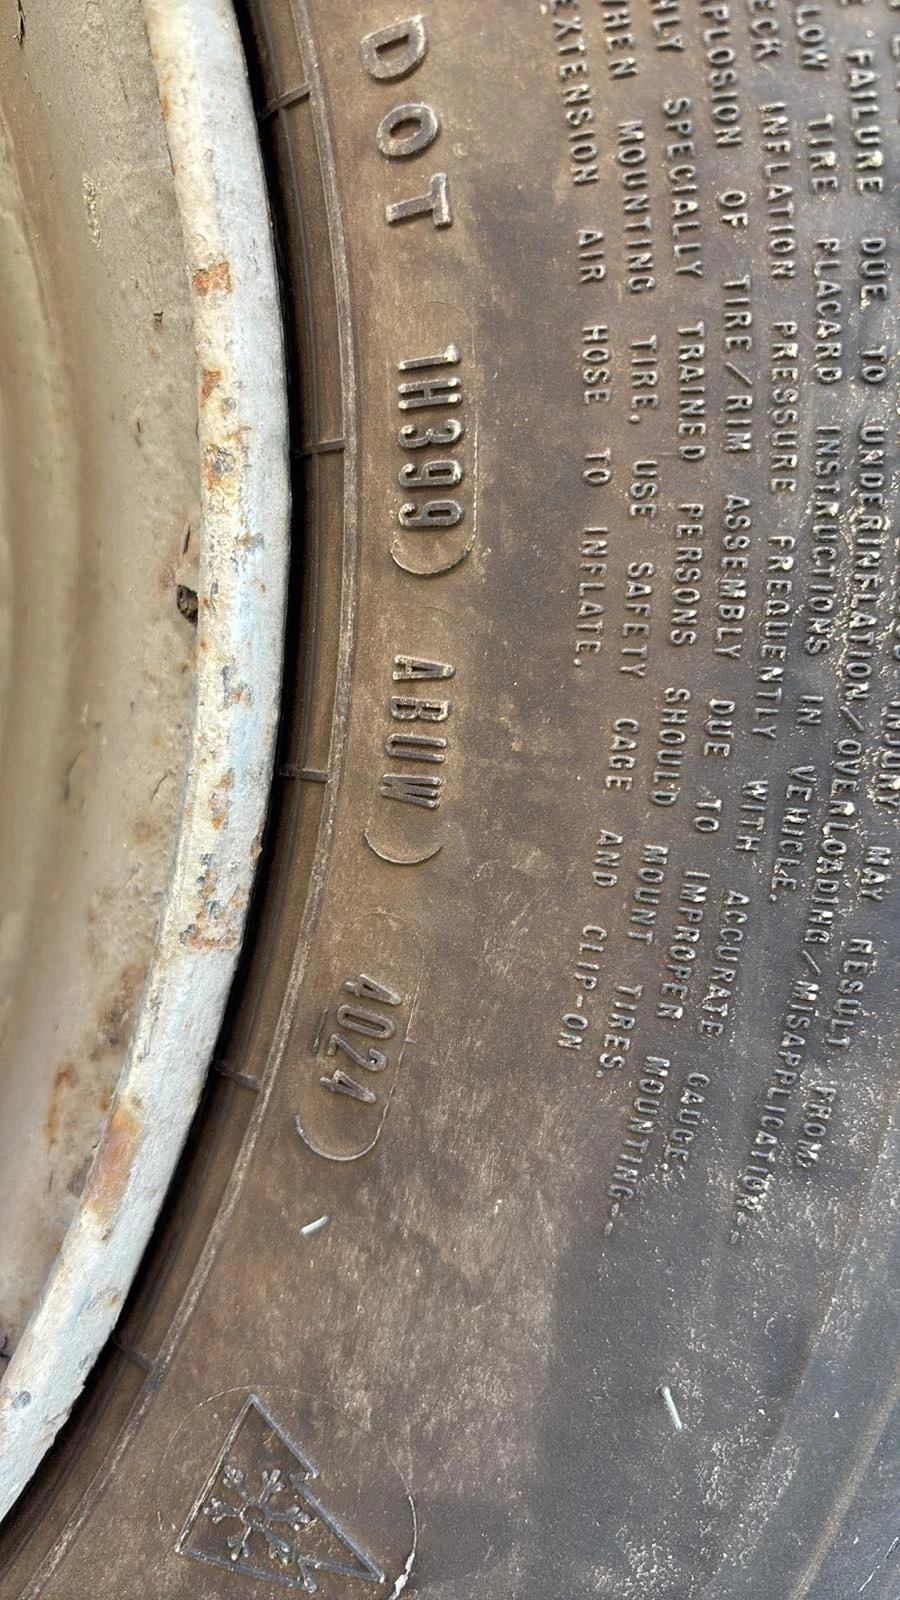 DOT 1H399 ABUW 4024
FAILURE DUE TO UNDERINFLATION/OVERLOADING/MISAPPLICATION.
TIRE PLACARD INSTRUCTIONS IN VEHICLE.
INFLATION PRESSURE FREQUENTLY WITH ACCURATE GAUGE
OF TIRE/RIM ASSEMBLY DUE TO IMPROPER MOUNTING-
SPECIALLY TRAINED PERSONS SHOULD MOUNT TIRES.
MOUNTING TIRE, USE SAFETY CAGE AND CLIP-ON
EXTENSION AIR HOSE TO INFLATE.